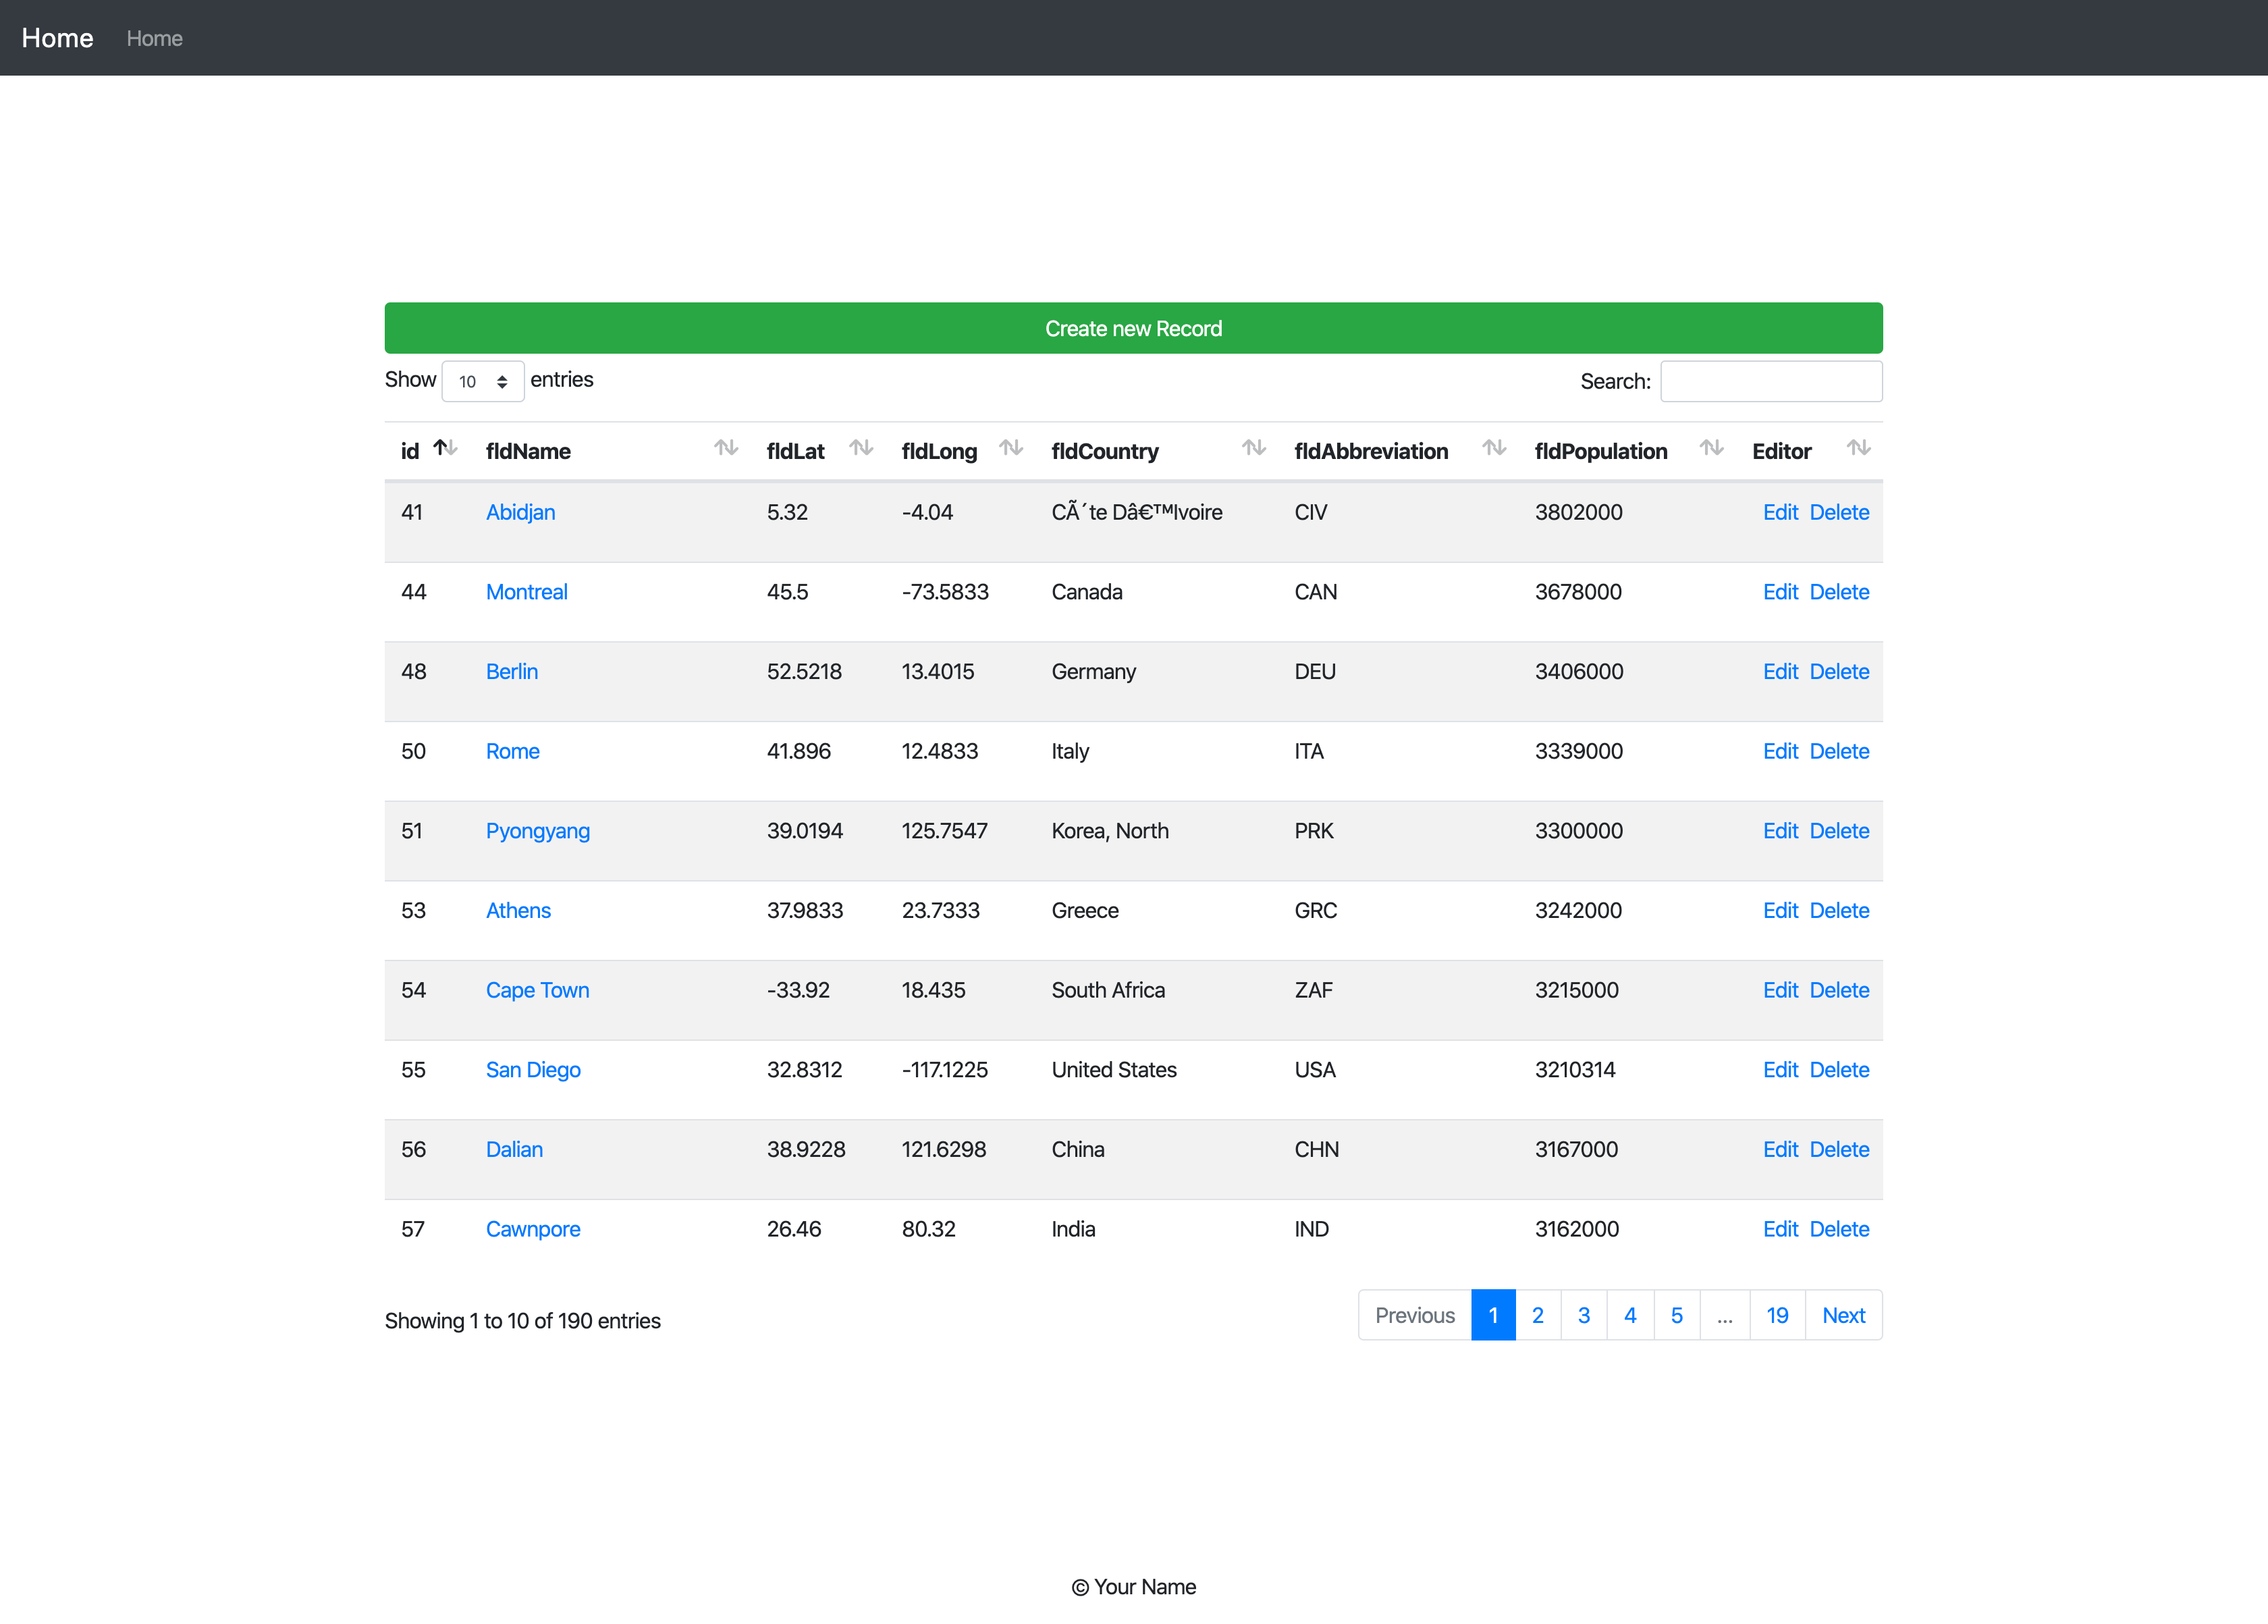 Home Home
Create new Record
Show 10 entries Search:
id fldName fldLat fldLong fldCountry fldAbbreviation fldPopulation Editor
41 Abidjan 5.32 -4.04 CÃ´te Dâ€™Ivoire CIV 3802000 Edit Delete
44 Montreal 45.5 -73.5833 Canada CAN 3678000 Edit Delete
48 Berlin 52.5218 13.4015 Germany DEU 3406000 Edit Delete
50 Rome 41.896 12.4833 Italy ITA 3339000 Edit Delete
51 Pyongyang 39.0194 125.7547 Korea, North PRK 3300000 Edit Delete
53 Athens 37.9833 23.7333 Greece GRC 3242000 Edit Delete
54 Cape Town -33.92 18.435 South Africa ZAF 3215000 Edit Delete
55 San Diego 32.8312 -117.1225 United States USA 3210314 Edit Delete
56 Dalian 38.9228 121.6298 China CHN 3167000 Edit Delete
57 Cawnpore 26.46 80.32 India IND 3162000 Edit Delete
Showing 1 to 10 of 190 entries Previous 1 2 3 4 5 … 19 Next
© Your Name